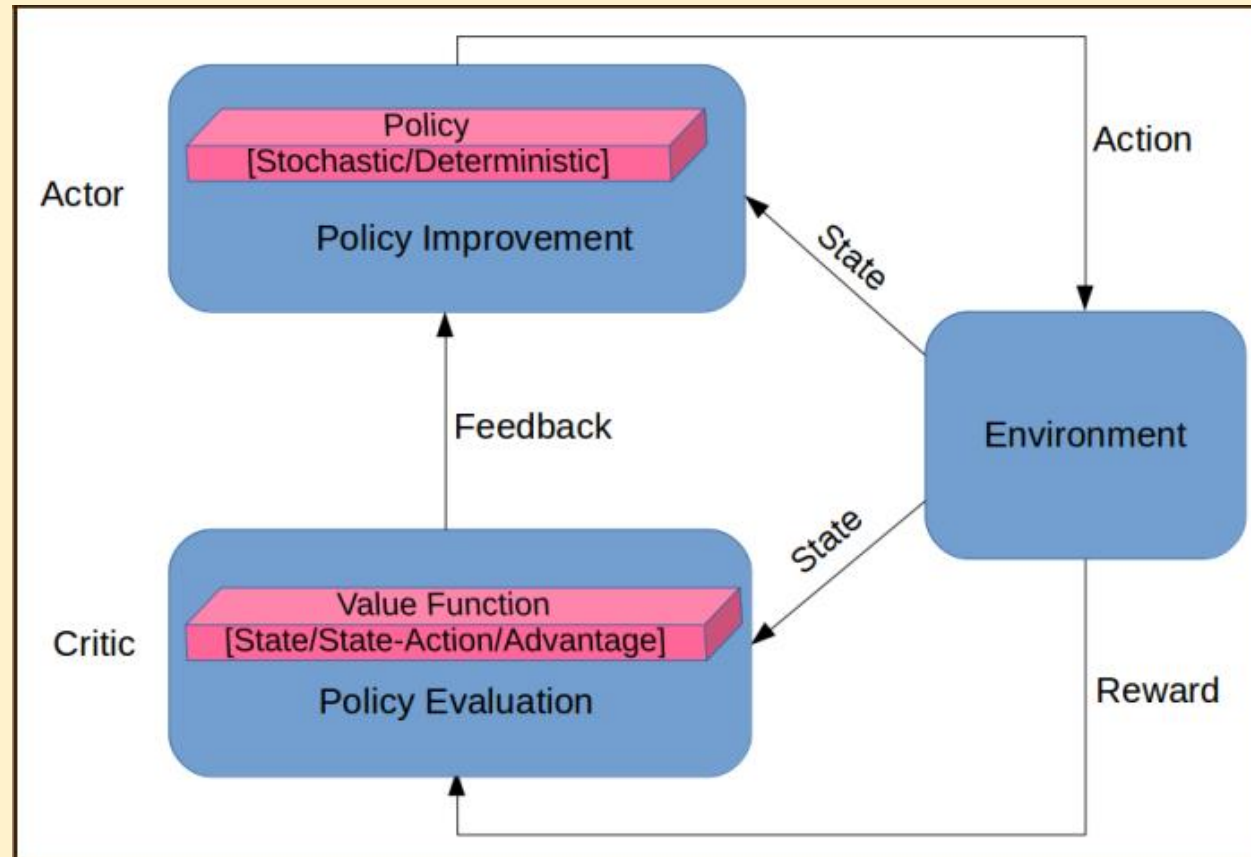 Policy
[Stochastic/Deterministic]
Actor
Policy Improvement
Action
State
Feedback
Environment
State
Value Function
[State/State-Action/Advantage]
Critic
Policy Evaluation
Reward